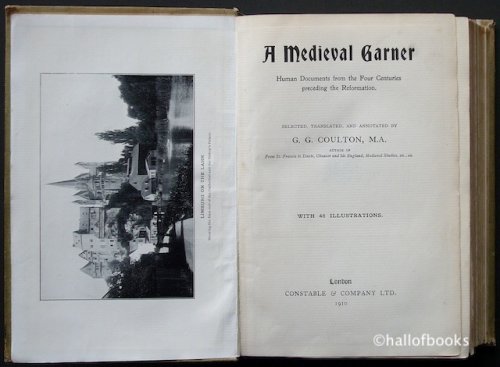 LIMBURG ON THE LAHN
A Medieval Garner
Human Documents from the Four Centuries
preceding the Reformation.
SELECTED, TRANSLATED, AND ANNOTATED BY
G. G. COULTON, M.A.
AUTHOR OF
From St. Francis to Dante, Chaucer and his England, Medieval Studies, etc., etc.
WITH 48 ILLUSTRATIONS.
London
CONSTABLE & COMPANY LTD.
1910
©hallofbooks